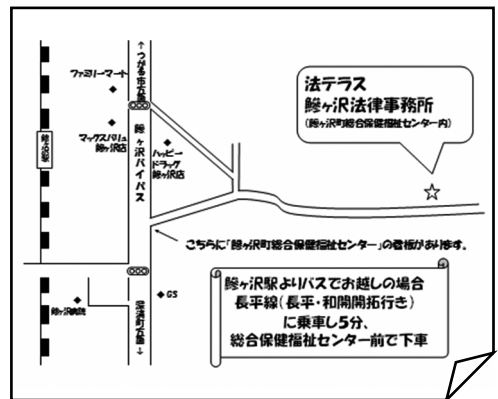 ↑つがる市方面
ファミリーマート
マックスバリュ
鰺ヶ沢店
鰺ヶ沢駅
鰺ヶ沢バイパス
ハッピー
ドラッグ
鰺ヶ沢店
法テラス
鰺ヶ沢法律事務所
(鰺ヶ沢町総合保健福祉センター内)
こちらに「鰺ヶ沢町総合保健福祉センター」の看板があります。
GS
鰺ヶ沢病院
深浦町方面↓
鰺ヶ沢駅よりバスでお越しの場合
長平線(長平・和開開拓行き)
に乗車し5分、
総合保健福祉センター前で下車